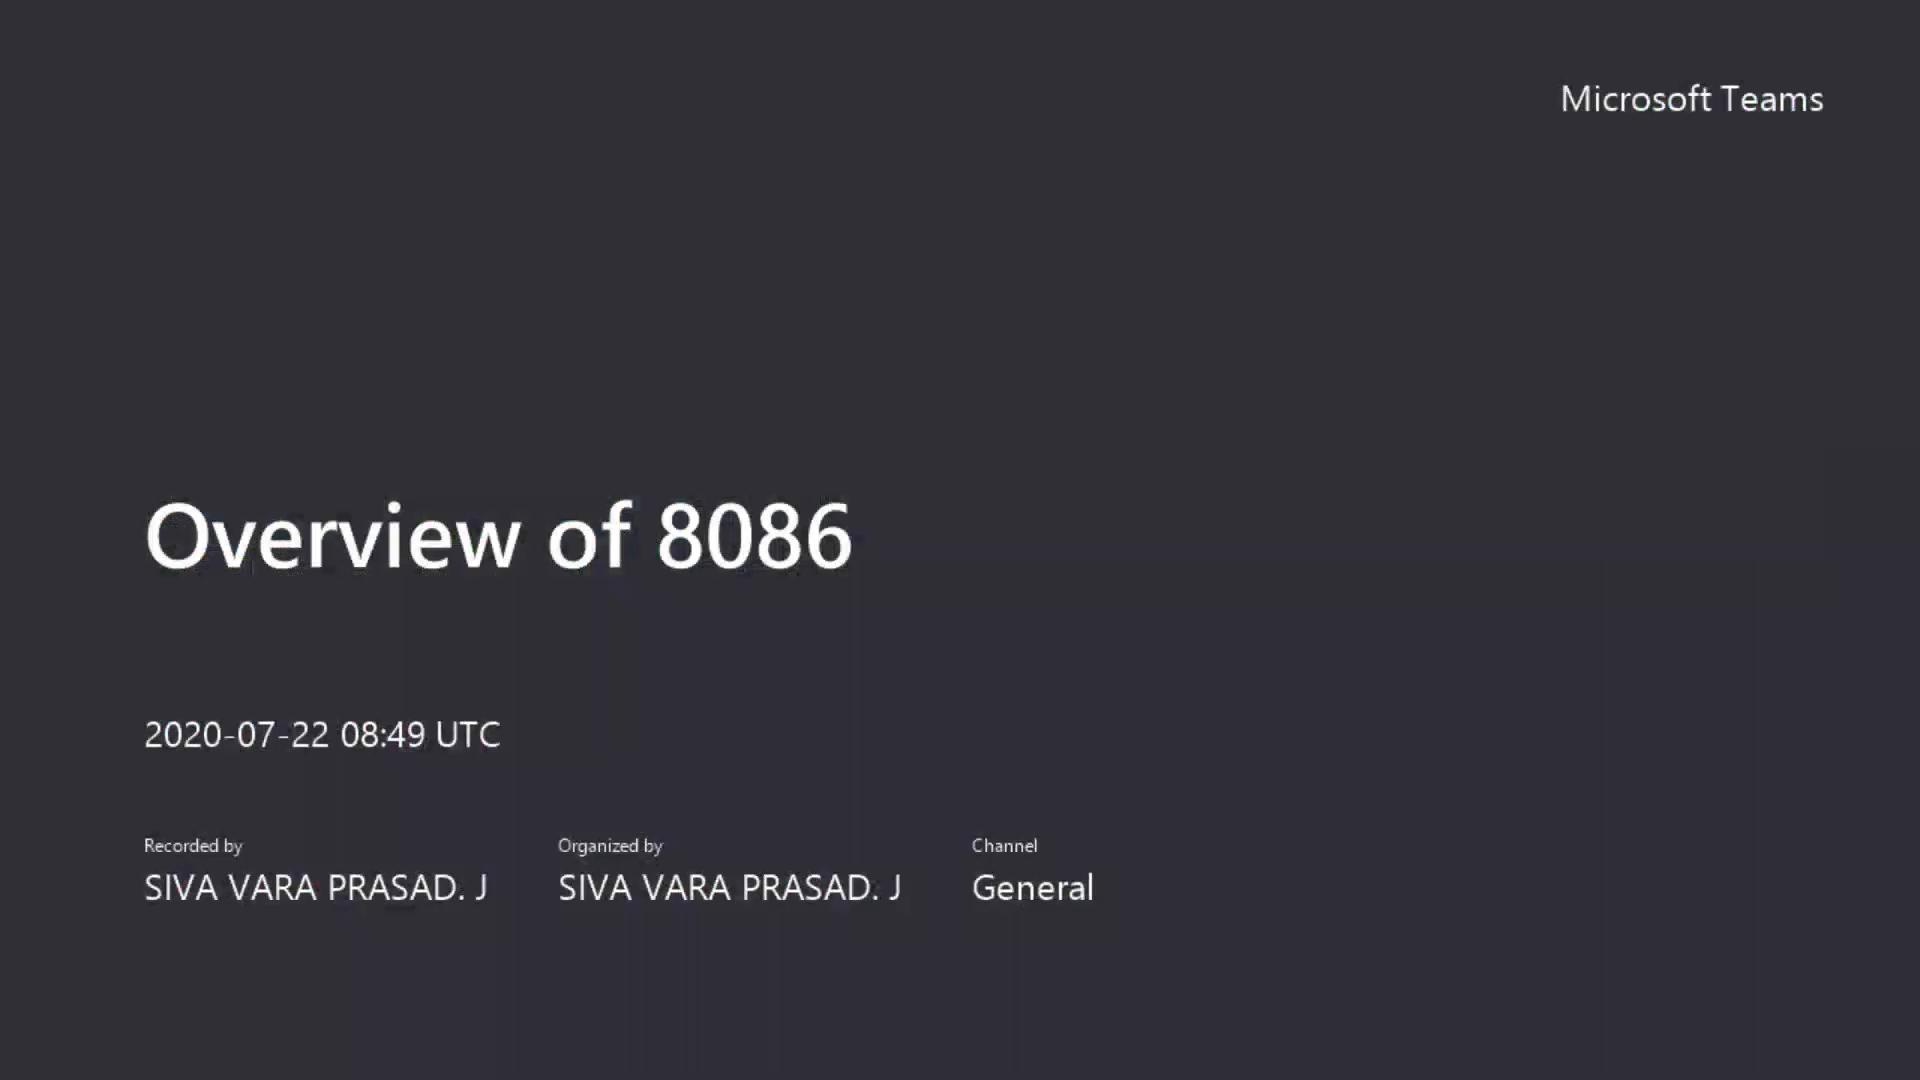 Microsoft Teams
Overview of 8086
2020-07-22 08:49 UTC
Recorded by
SIVA VARA PRASAD. J
Organized by
SIVA VARA PRASAD. J
Channel
General